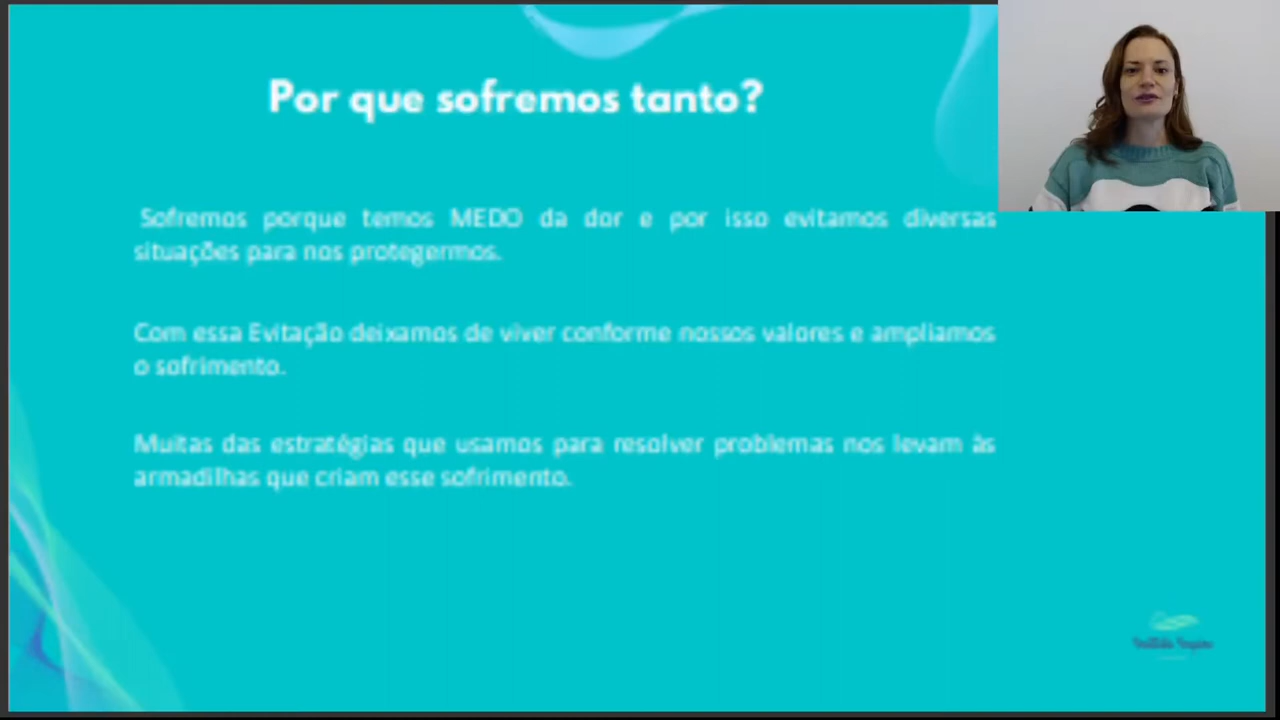 Por que sofremos tanto?
Sofremos porque temos MEDO da dor e por isso evitamos diversas
situações para nos protegermos.
Com essa Evitação deixamos de viver conforme nossos valores e ampliamos
o sofrimento.
Muitas das estratégias que usamos para resolver problemas nos levam às
armadilhas que criam esse sofrimento.